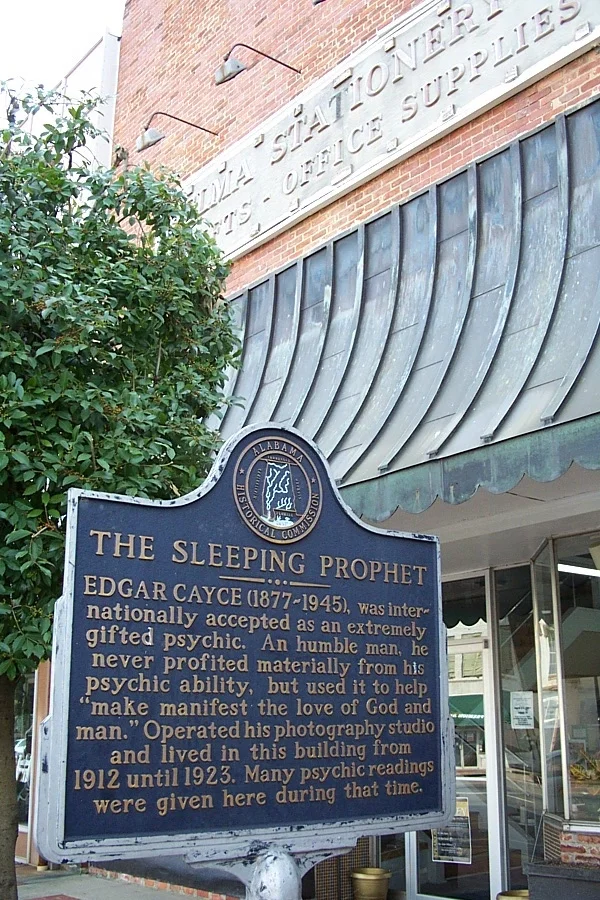 LMA STATIONERY
FTS - OFFICE SUPPLIES
ALABAMA
HISTORICAL COMMISSION
THE SLEEPING PROPHET
EDGAR CAYCE (1877-1945), was inter-
nationally accepted as an extremely
gifted psychic. An humble man, he
never profited materially from his
psychic ability, but used it to help
"make manifest the love of God and
man." Operated his photography studio
and lived in this building from
1912 until 1923. Many psychic readings
were given here during that time.